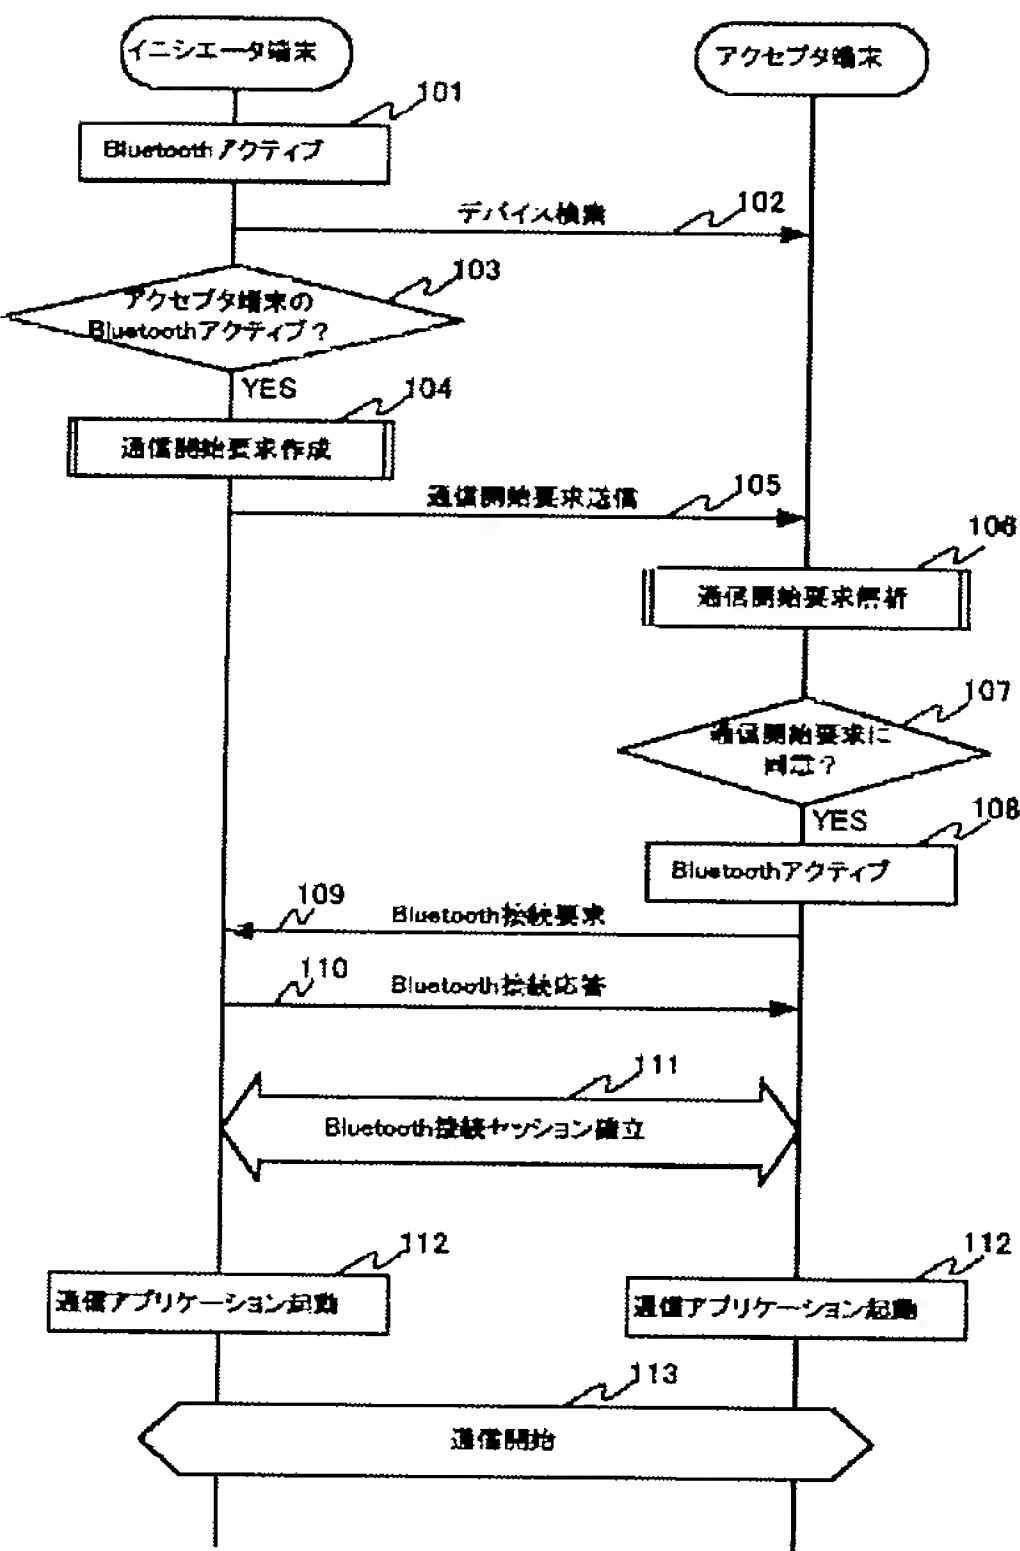 イニシエータ端末
アクセプタ端末
101
Bluetoothアクティブ
デバイス検索
102
103
アクセプタ端末の
Bluetoothアクティブ?
YES
104
通信開始要求作成
通信開始要求送信
105
106
通信開始要求解析
107
通信開始要求に
同意?
YES
108
Bluetoothアクティブ
109
Bluetooth接続要求
110
Bluetooth接続応答
111
Bluetooth接続セッション確立
112
112
通信アプリケーション起動
通信アプリケーション起動
113
通信開始